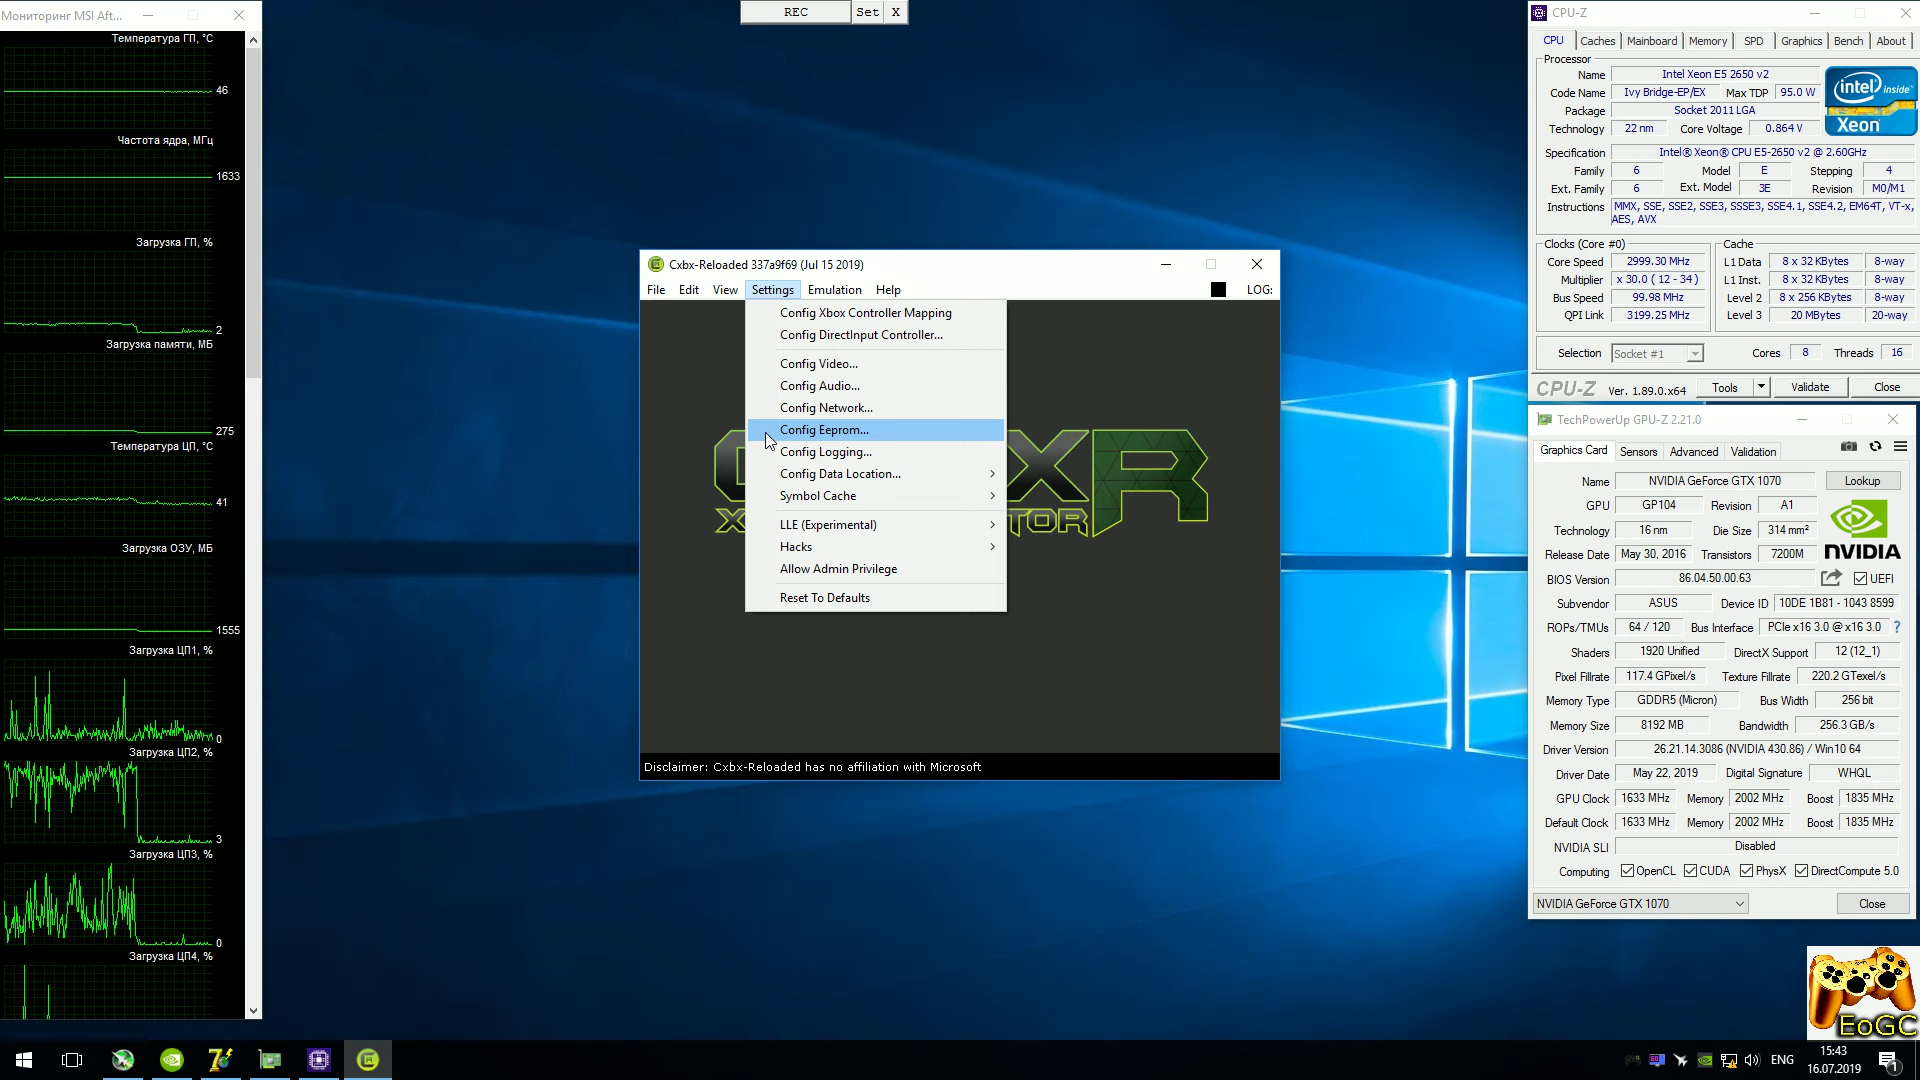 Мониторинг MSI Aft...
Температура ГП, °C
46
Частота ядра, МГц
1633
Загрузка ГП, %
2
Загрузка памяти, МБ
275
Температура ЦП, °C
41
Загрузка ОЗУ, МБ
1555
Загрузка ЦП1, %
0
Загрузка ЦП2, %
3
Загрузка ЦП3, %
0
Загрузка ЦП4, %
REC Set X
Cxbx-Reloaded 337a9f69 (Jul 15 2019)
File Edit View Settings Emulation Help LOG:
Config Xbox Controller Mapping
Config DirectInput Controller...
Config Video...
Config Audio...
Config Network...
Config Eeprom...
Config Logging...
Config Data Location...
Symbol Cache
LLE (Experimental)
Hacks
Allow Admin Privilege
Reset To Defaults
Disclaimer: Cxbx-Reloaded has no affiliation with Microsoft
CPU-Z
CPU Caches Mainboard Memory SPD Graphics Bench About
Processor
Name Intel Xeon E5 2650 v2
Code Name Ivy Bridge-EP/EX Max TDP 95.0 W
Package Socket 2011 LGA
Technology 22 nm Core Voltage 0.864 V
intel inside™
Xeon
Specification Intel® Xeon® CPU E5-2650 v2 @ 2.60GHz
Family 6 Model E Stepping 4
Ext. Family 6 Ext. Model 3E Revision M0/M1
Instructions MMX, SSE, SSE2, SSE3, SSSE3, SSE4.1, SSE4.2, EM64T, VT-x,
AES, AVX
Clocks (Core #0)
Core Speed 2999.30 MHz
Multiplier x 30.0 ( 12 - 34 )
Bus Speed 99.98 MHz
QPI Link 3199.25 MHz
Cache
L1 Data 8 x 32 KBytes 8-way
L1 Inst. 8 x 32 KBytes 8-way
Level 2 8 x 256 KBytes 8-way
Level 3 20 MBytes 20-way
Selection Socket #1 Cores 8 Threads 16
CPU-Z Ver. 1.89.0.x64 Tools Validate Close
TechPowerUp GPU-Z 2.21.0
Graphics Card Sensors Advanced Validation
Name NVIDIA GeForce GTX 1070 Lookup
GPU GP104 Revision A1
Technology 16 nm Die Size 314 mm²
Release Date May 30, 2016 Transistors 7200M
NVIDIA
BIOS Version 86.04.50.00.63 UEFI
Subvendor ASUS Device ID 10DE 1B81 - 1043 8599
ROPs/TMUs 64 / 120 Bus Interface PCIe x16 3.0 @ x16 3.0 ?
Shaders 1920 Unified DirectX Support 12 (12_1)
Pixel Fillrate 117.4 GPixel/s Texture Fillrate 220.2 GTexel/s
Memory Type GDDR5 (Micron) Bus Width 256 bit
Memory Size 8192 MB Bandwidth 256.3 GB/s
Driver Version 26.21.14.3086 (NVIDIA 430.86) / Win10 64
Driver Date May 22, 2019 Digital Signature WHQL
GPU Clock 1633 MHz Memory 2002 MHz Boost 1835 MHz
Default Clock 1633 MHz Memory 2002 MHz Boost 1835 MHz
NVIDIA SLI Disabled
Computing OpenCL CUDA PhysX DirectCompute 5.0
NVIDIA GeForce GTX 1070 Close
EoGC
ENG
15:43
16.07.2019
1